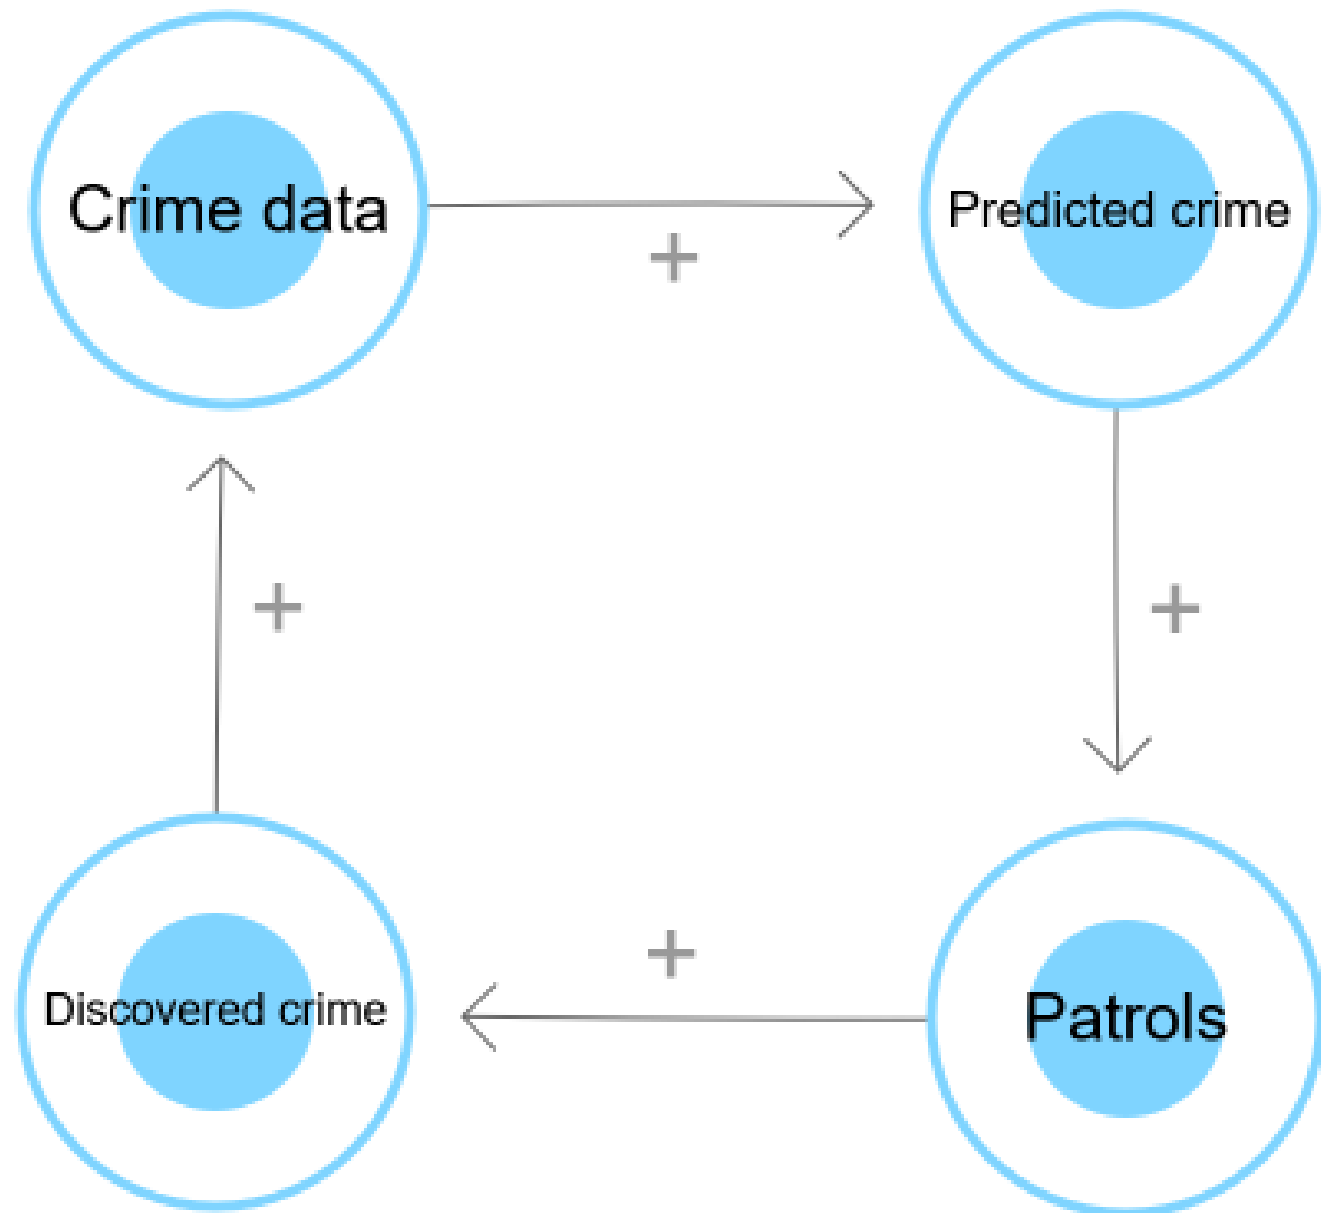 Crime data
Predicted crime
+
+
+
+
Discovered crime
Patrols